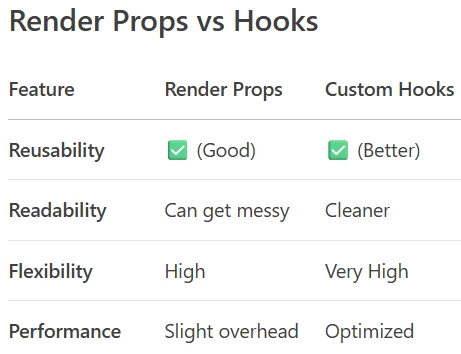 Render Props vs Hooks
Feature Render Props Custom Hooks
Reusability ✅ (Good) ✅ (Better)
Readability Can get messy Cleaner
Flexibility High Very High
Performance Slight overhead Optimized